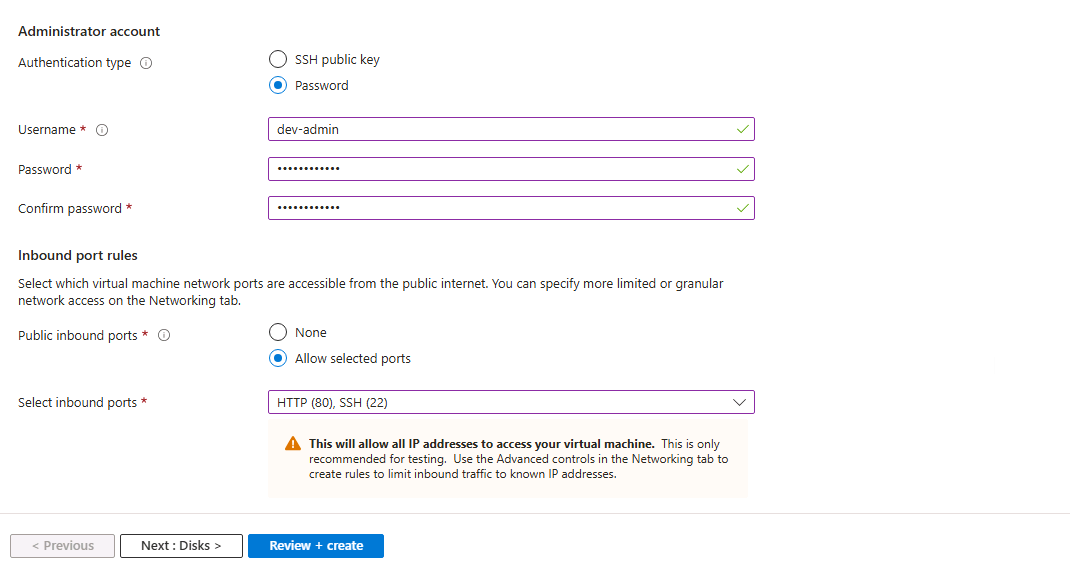 Administrator account
Authentication type
SSH public key
Password
Username *
dev-admin
Password *
••••••••••••
Confirm password *
••••••••••••
Inbound port rules
Select which virtual machine network ports are accessible from the public internet. You can specify more limited or granular
network access on the Networking tab.
Public inbound ports *
None
Allow selected ports
Select inbound ports *
HTTP (80), SSH (22)
This will allow all IP addresses to access your virtual machine. This is only
recommended for testing. Use the Advanced controls in the Networking tab to
create rules to limit inbound traffic to known IP addresses.
< Previous
Next : Disks >
Review + create